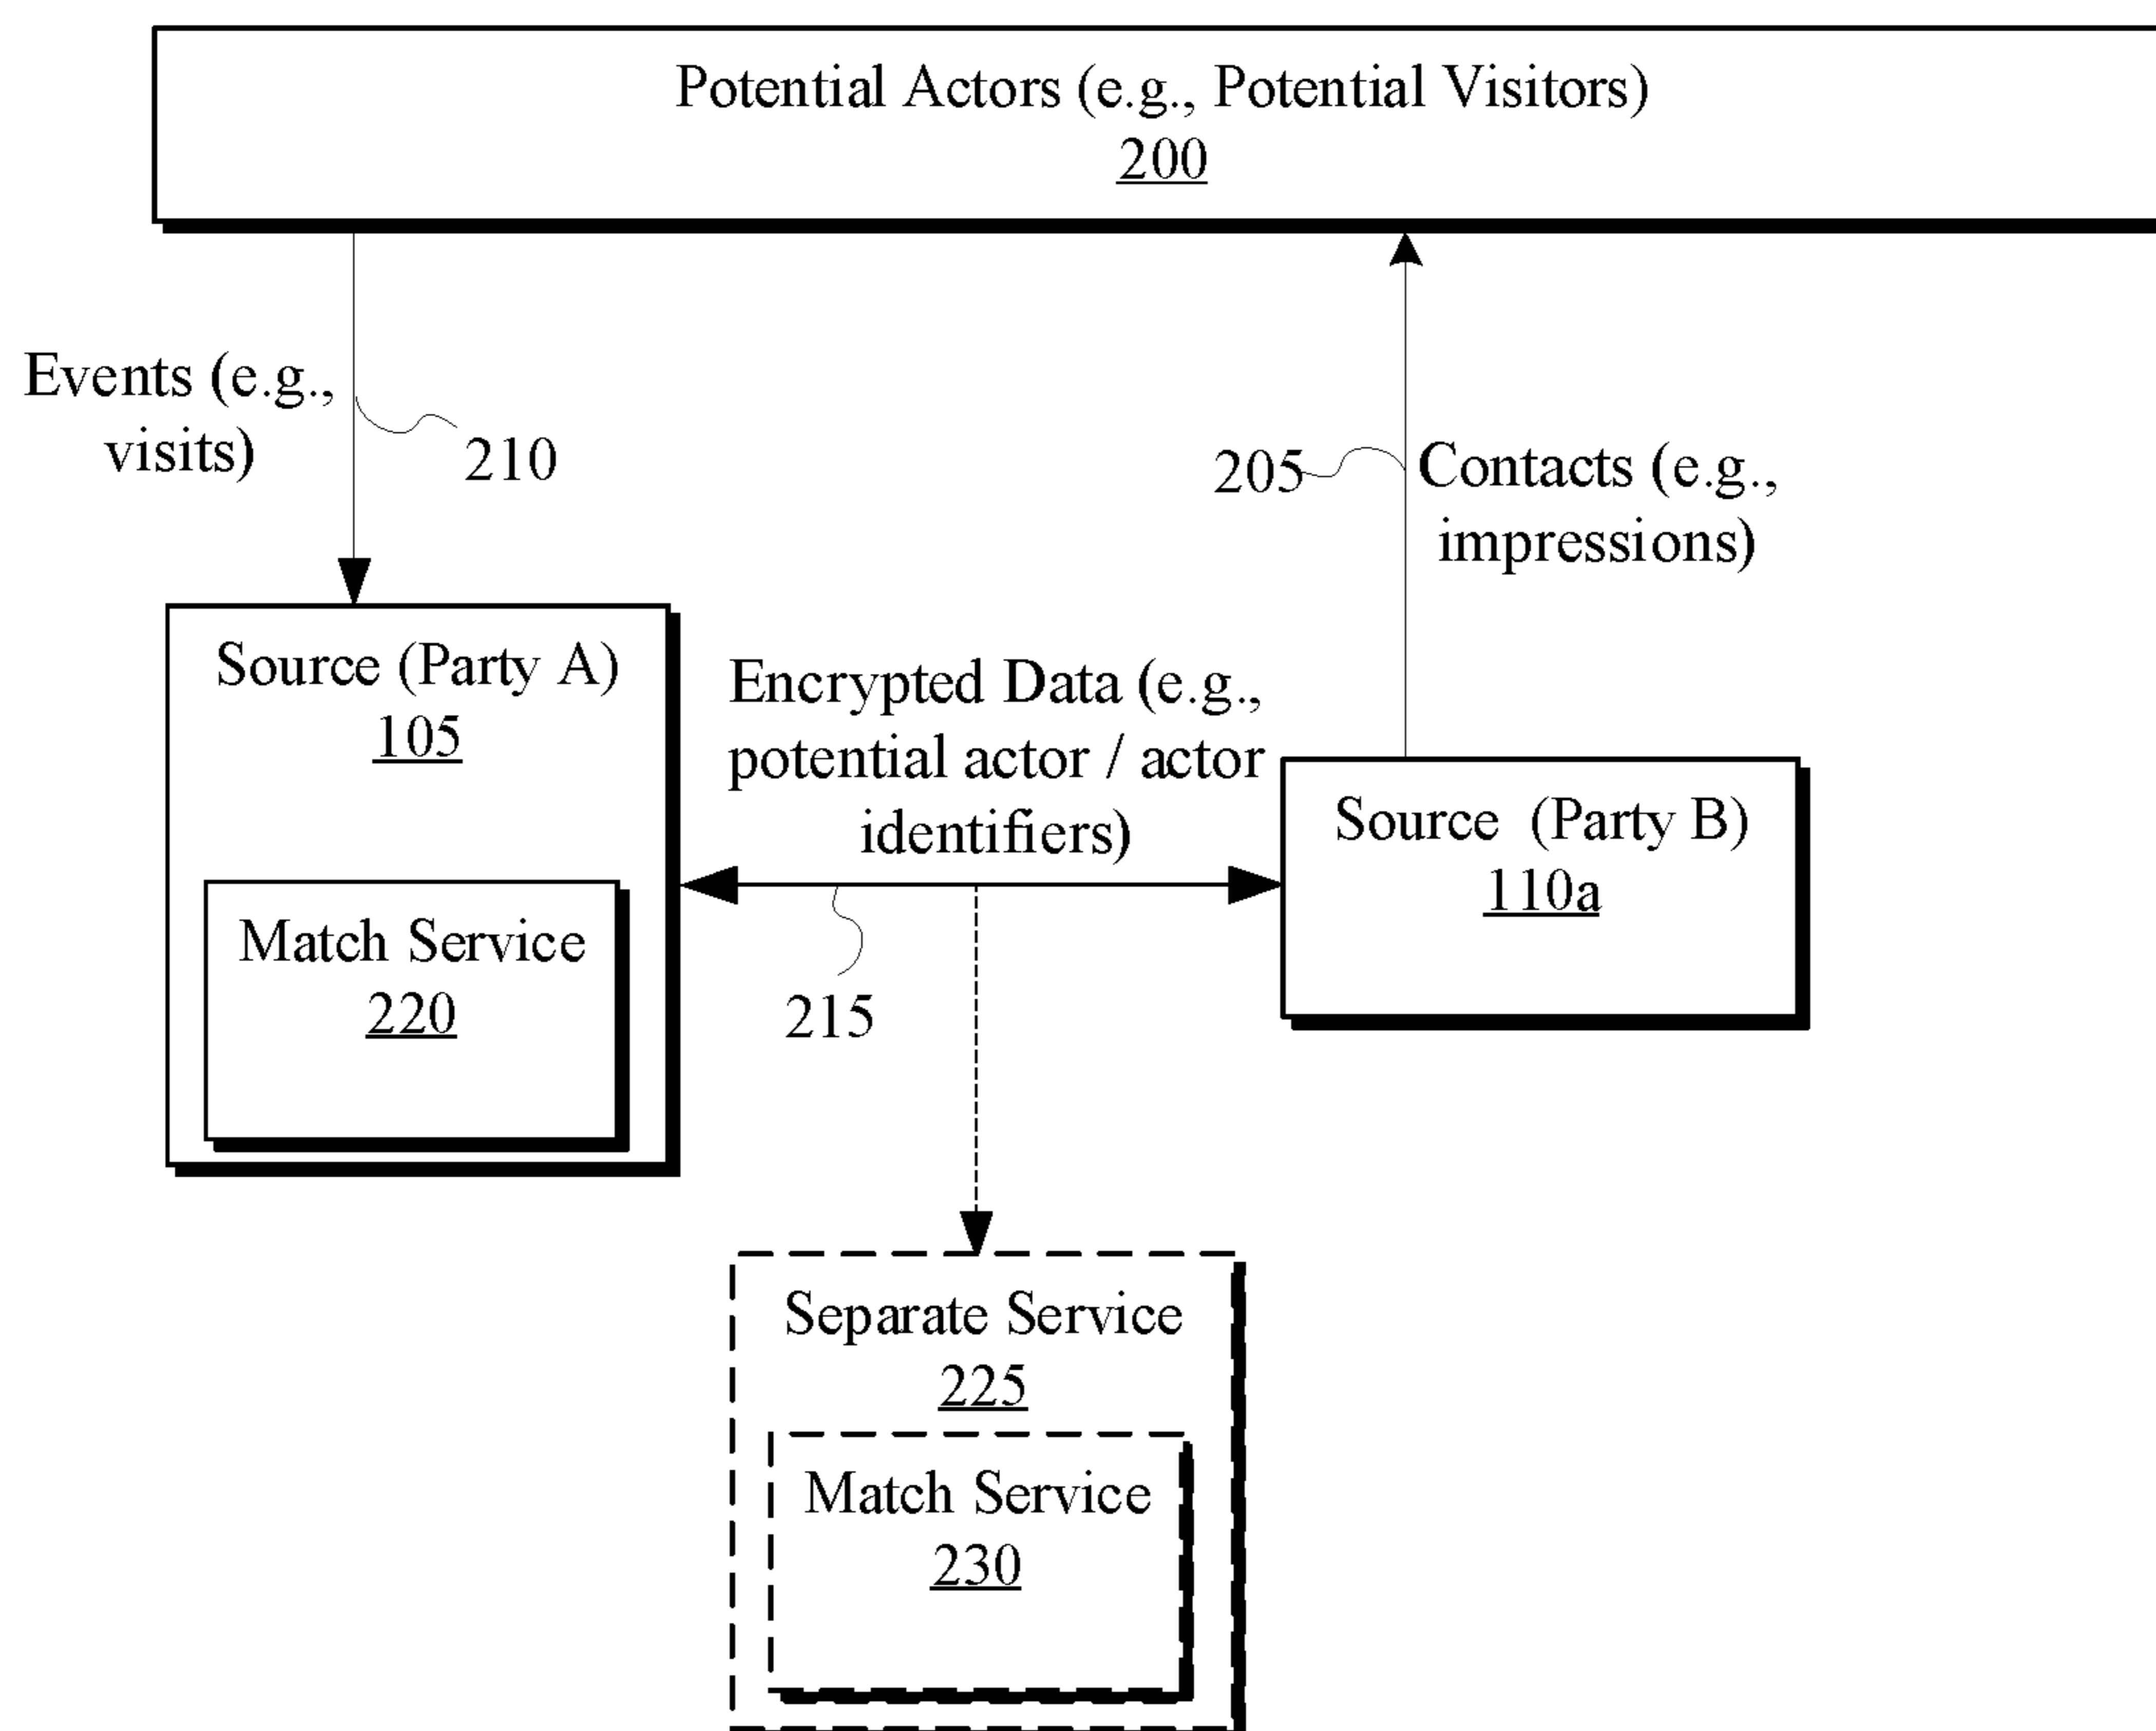 Potential Actors (e.g., Potential Visitors)
200
Events (e.g.,
visits)
210
205
Contacts (e.g.,
impressions)
Source (Party A)
105
Encrypted Data (e.g.,
potential actor / actor
identifiers)
Source (Party B)
110a
Match Service
220
215
Separate Service
225
Match Service
230